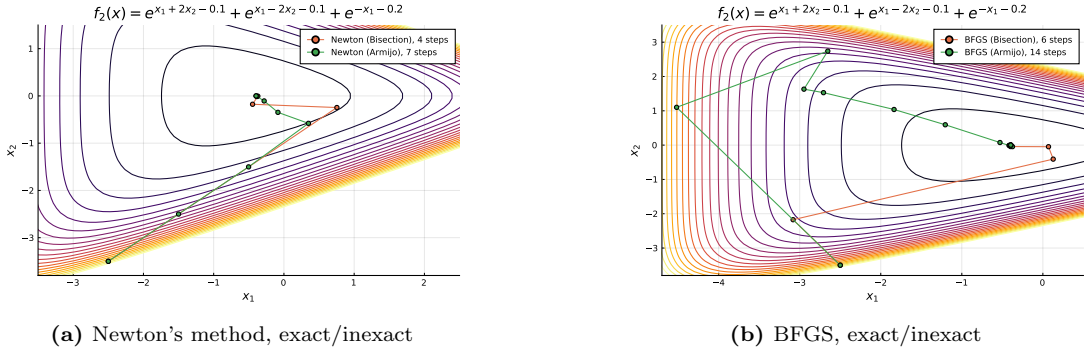 f₂(x) = e^{x₁+2x₂−0.1} + e^{x₁−2x₂−0.1} + e^{−x₁−0.2}
Newton (Bisection), 4 steps
Newton (Armijo), 7 steps
1
0
−1
−2
−3
x₂
−3 −2 −1 0 1 2
x₁
(a) Newton's method, exact/inexact
f₂(x) = e^{x₁+2x₂−0.1} + e^{x₁−2x₂−0.1} + e^{−x₁−0.2}
BFGS (Bisection), 6 steps
BFGS (Armijo), 14 steps
3
2
1
0
−1
−2
−3
x₂
−4 −3 −2 −1 0
x₁
(b) BFGS, exact/inexact